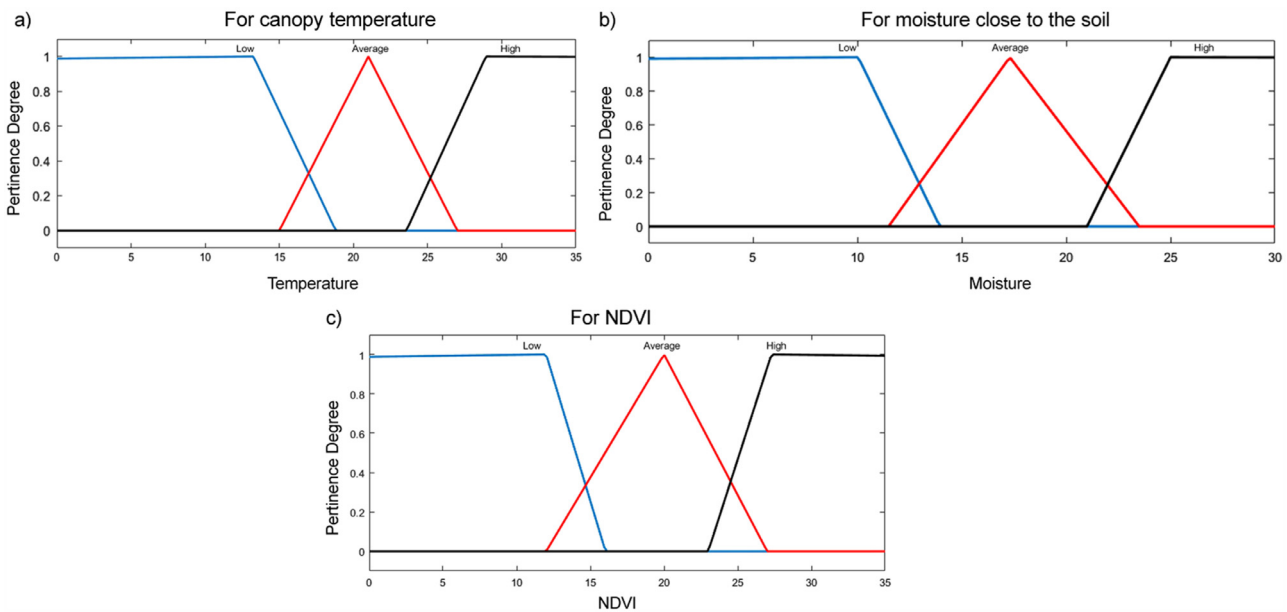 a) For canopy temperature
Low Average High
Pertinence Degree
1
0.8
0.6
0.4
0.2
0
0 5 10 15 20 25 30 35
Temperature
b) For moisture close to the soil
Low Average High
Pertinence Degree
1
0.8
0.6
0.4
0.2
0
0 5 10 15 20 25 30
Moisture
c) For NDVI
Low Average High
Pertinence Degree
1
0.8
0.6
0.4
0.2
0
0 5 10 15 20 25 30 35
NDVI